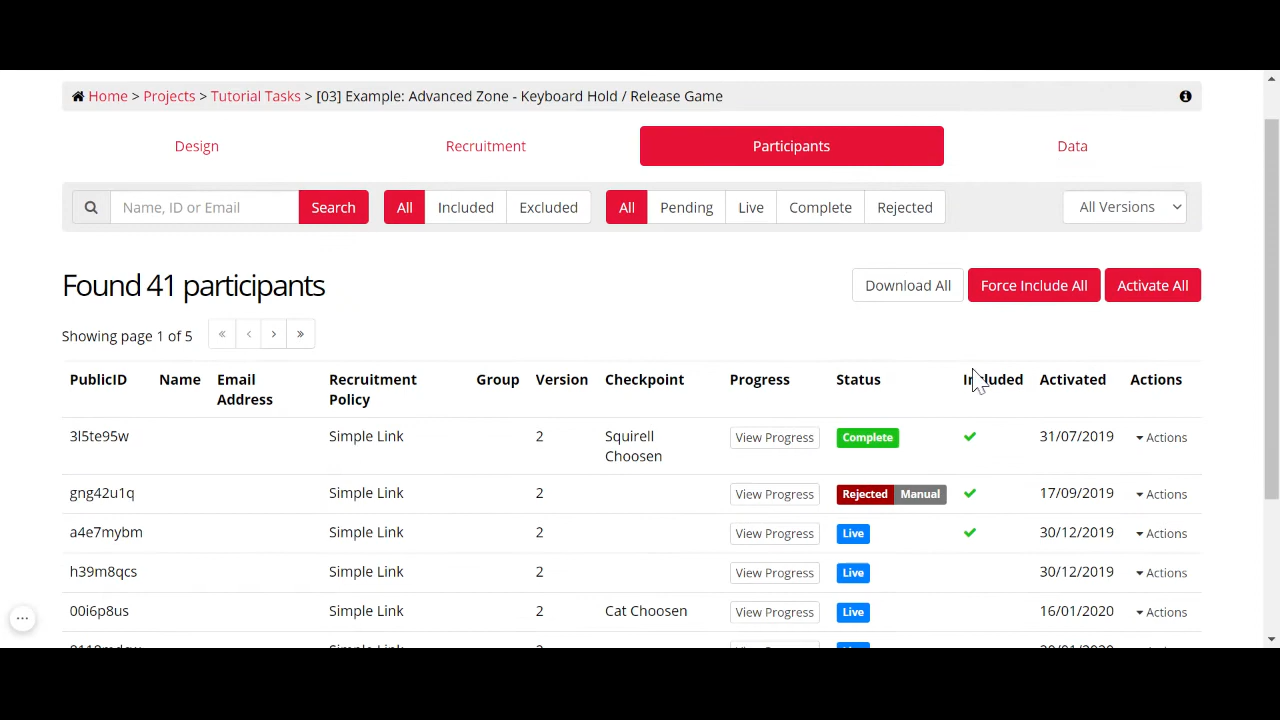 Home > Projects > Tutorial Tasks > [03] Example: Advanced Zone - Keyboard Hold / Release Game
Design Recruitment Participants Data
Name, ID or Email Search All Included Excluded All Pending Live Complete Rejected All Versions
Found 41 participants
Download All Force Include All Activate All
Showing page 1 of 5 « ‹ › »
PublicID Name Email Address Recruitment Policy Group Version Checkpoint Progress Status Included Activated Actions
3l5te95w Simple Link 2 Squirell Choosen View Progress Complete 31/07/2019 Actions
gng42u1q Simple Link 2 View Progress Rejected Manual 17/09/2019 Actions
a4e7mybm Simple Link 2 View Progress Live 30/12/2019 Actions
h39m8qcs Simple Link 2 View Progress Live 30/12/2019 Actions
00i6p8us Simple Link 2 Cat Choosen View Progress Live 16/01/2020 Actions